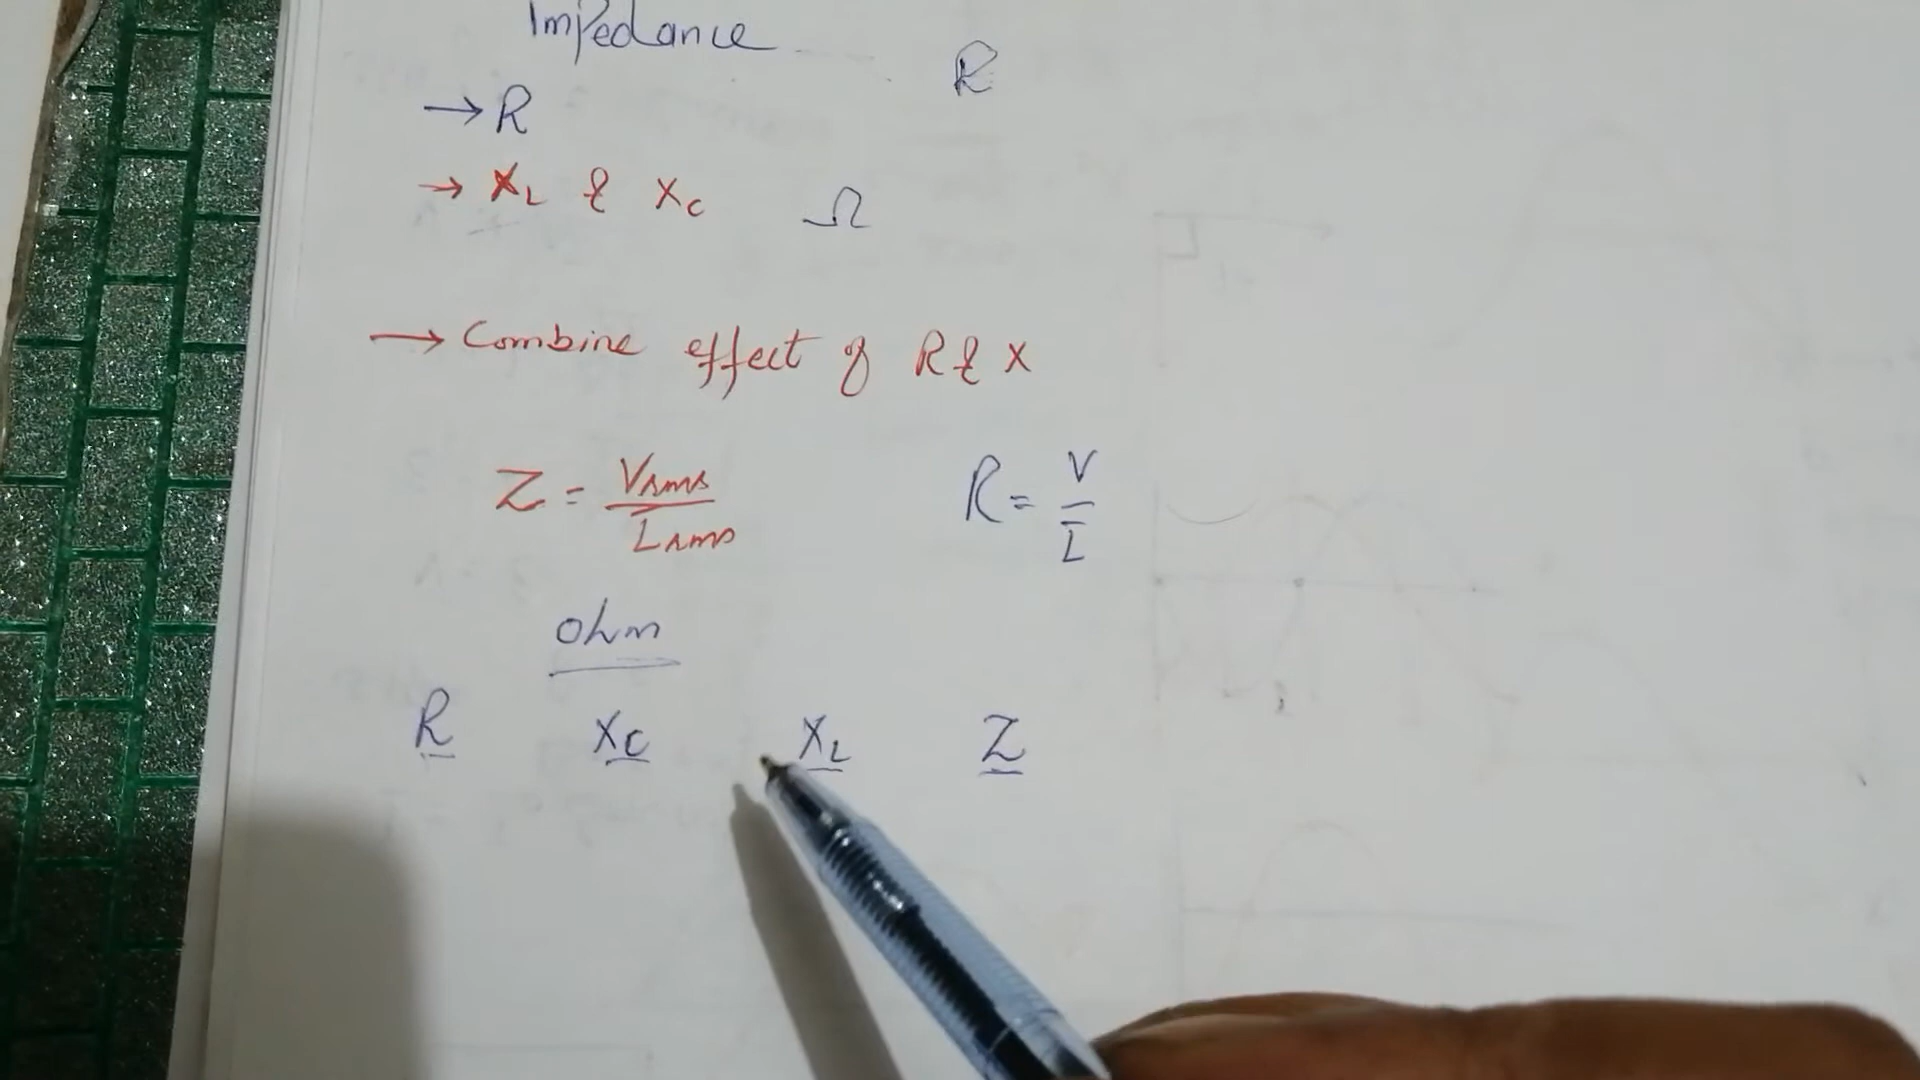 Impedance
R
→ R
→ XL & Xc Ω
→ Combine effect of R & X
Z = Vrms / Irms R = V / I
ohm
R Xc XL Z